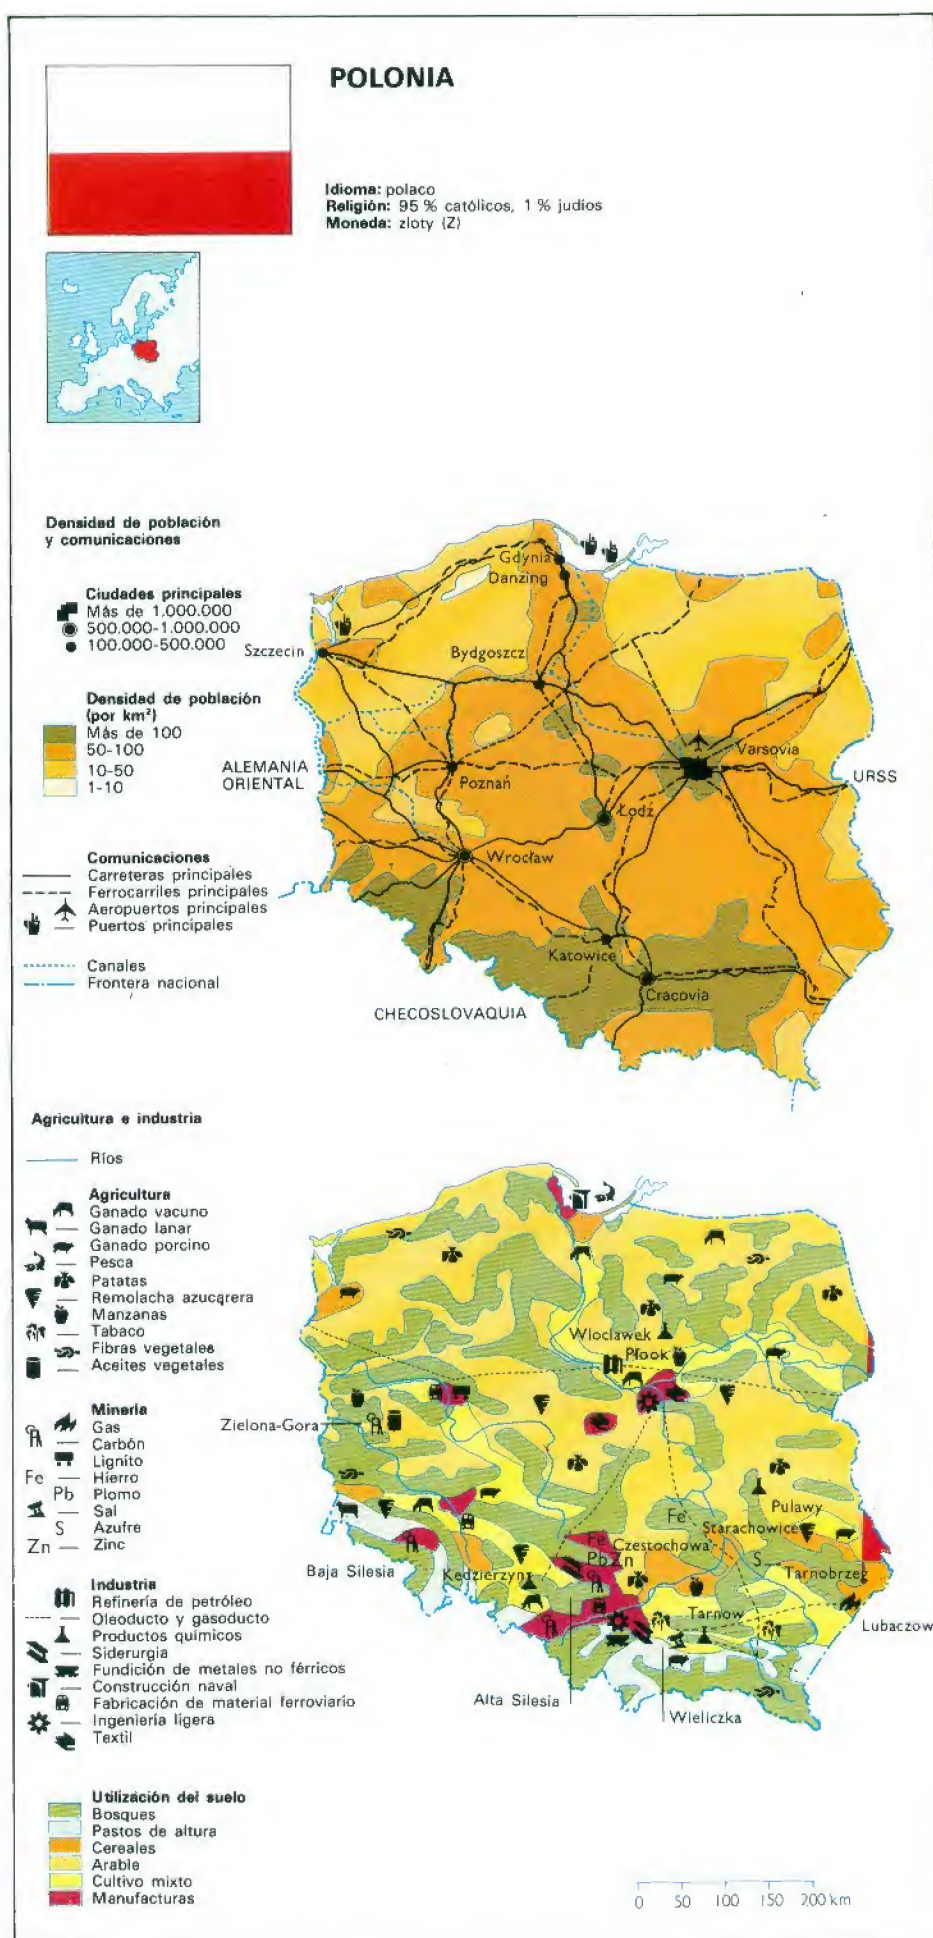 POLONIA
Idioma: polaco
Religión: 95 % católicos, 1 % judíos
Moneda: zloty (Z)
Densidad de población
y comunicaciones
Ciudades principales
Más de 1.000.000
500.000-1.000.000
100.000-500.000
Densidad de población
(por km²)
Más de 100
50-100
10-50
1-10
Comunicaciones
Carreteras principales
Ferrocarriles principales
Aeropuertos principales
Puertos principales
Canales
Frontera nacional
Gdynia
Danzing
Szczecin
Bydgoszcz
ALEMANIA
ORIENTAL
Poznań
Varsovia
URSS
Łodź
Wrocław
Katowice
Cracovia
CHECOSLOVAQUIA
Agricultura e industria
Ríos
Agricultura
Ganado vacuno
Ganado lanar
Ganado porcino
Pesca
Patatas
Remolacha azucarera
Manzanas
Tabaco
Fibras vegetales
Aceites vegetales
Minería
Gas
Carbón
Lignito
Fe Hierro
Pb Plomo
Sal
S Azufre
Zn Zinc
Industria
Refinería de petróleo
Oleoducto y gasoducto
Productos químicos
Siderurgia
Fundición de metales no férricos
Construcción naval
Fabricación de material ferroviario
Ingeniería ligera
Textil
Utilización del suelo
Bosques
Pastos de altura
Cereales
Arable
Cultivo mixto
Manufacturas
Wloclawek
Płook
Zielona-Gora
Pulawy
Fe
Starachowice
Fe
Czestochowa
Pb Zn
S
Baja Silesia
Kędzierzyn
Tarnobrzeg
Tarnow
Lubaczow
Alta Silesia
Wieliczka
0 50 100 150 200 km